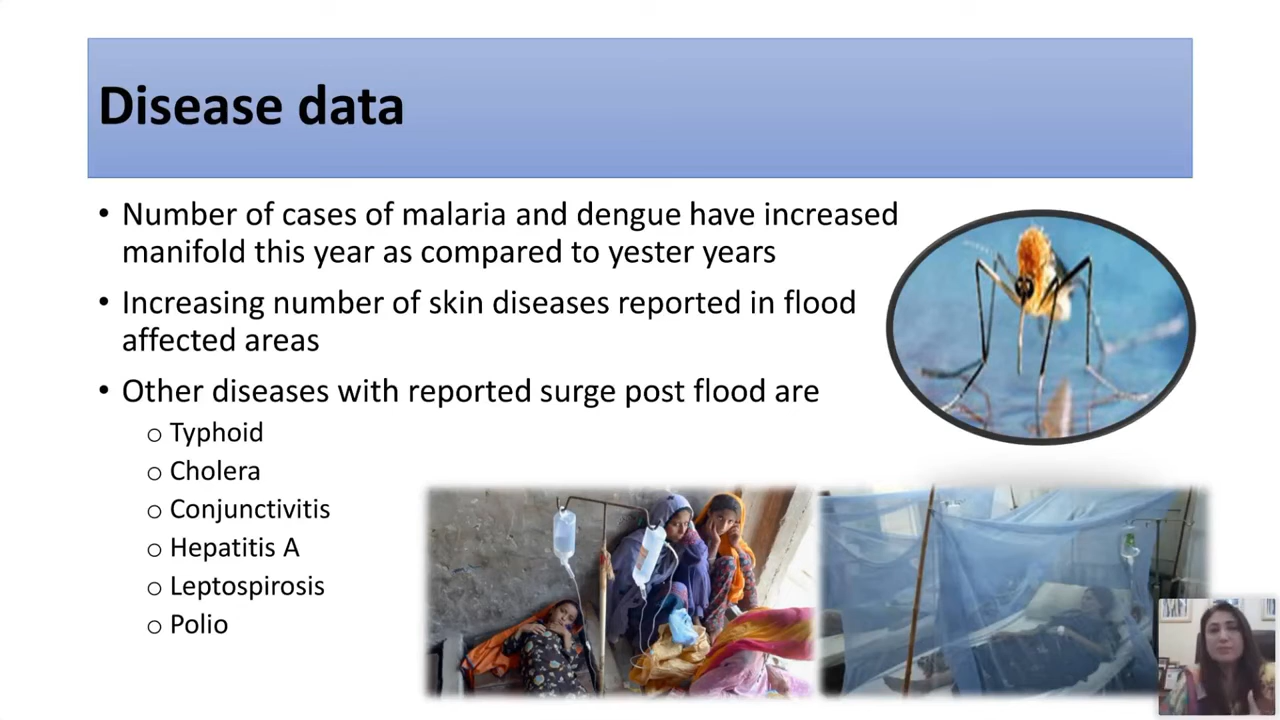 Disease data
• Number of cases of malaria and dengue have increased
manifold this year as compared to yester years
• Increasing number of skin diseases reported in flood
affected areas
• Other diseases with reported surge post flood are
o Typhoid
o Cholera
o Conjunctivitis
o Hepatitis A
o Leptospirosis
o Polio